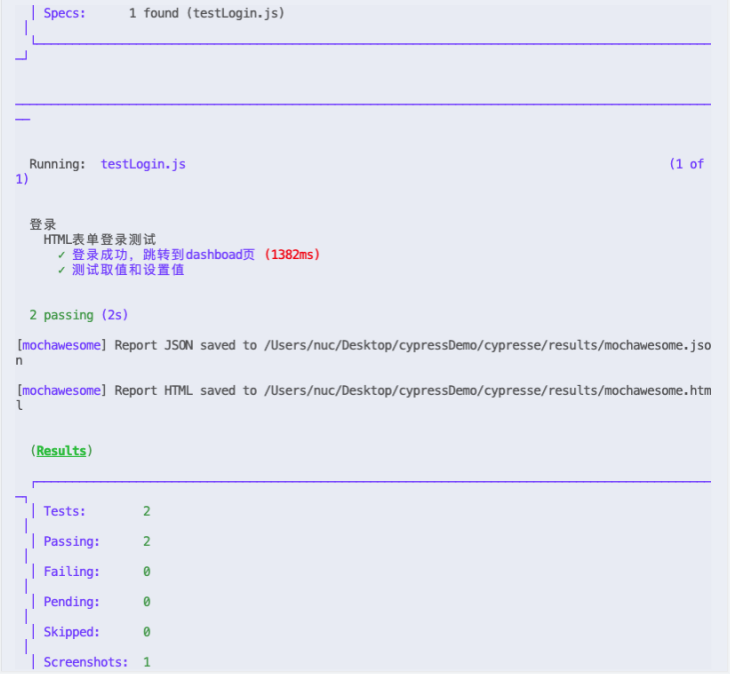 Specs: 1 found (testLogin.js)
Running: testLogin.js (1 of
1)
登录
HTML表单登录测试
✓ 登录成功，跳转到dashboad页 (1382ms)
✓ 测试取值和设置值
2 passing (2s)
[mochawesome] Report JSON saved to /Users/nuc/Desktop/cypressDemo/cypresse/results/mochawesome.jso
n
[mochawesome] Report HTML saved to /Users/nuc/Desktop/cypressDemo/cypresse/results/mochawesome.htm
l
(Results)
Tests: 2
Passing: 2
Failing: 0
Pending: 0
Skipped: 0
Screenshots: 1